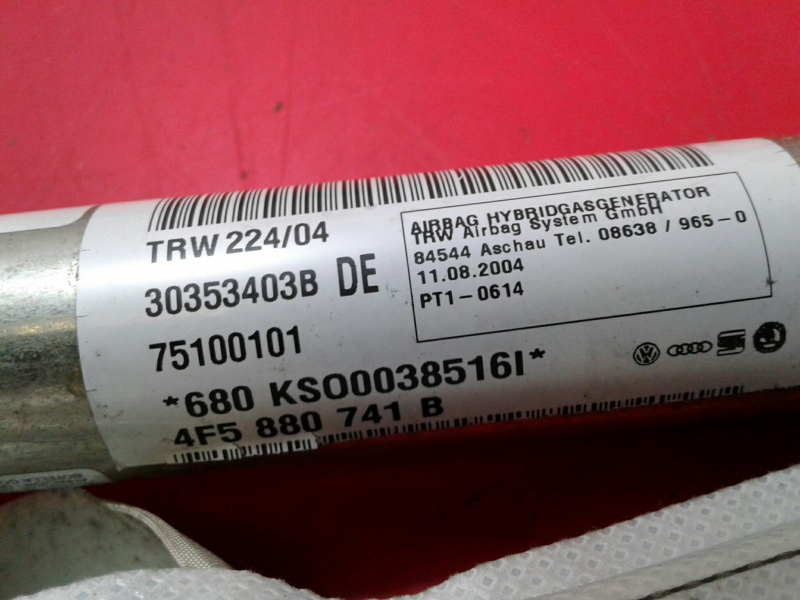 TRW 224/04
30353403B DE
75100101
*680 KSO0038516I*
4F5 880 741 B
AIRBAG HYBRIDGASGENERATOR
TRW Airbag System GmbH
84544 Aschau Tel. 08638 / 965-0
11.08.2004
PT1-0614